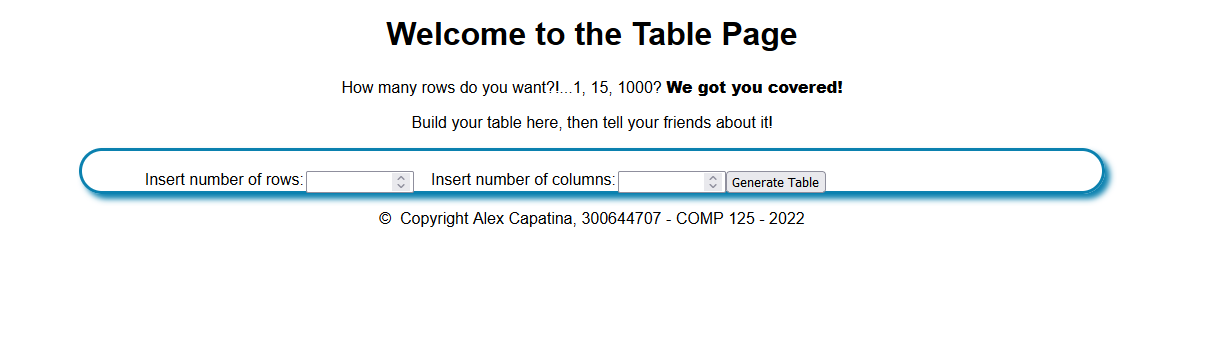 Welcome to the Table Page
How many rows do you want?!...1, 15, 1000? We got you covered!
Build your table here, then tell your friends about it!
Insert number of rows: Insert number of columns: Generate Table
© Copyright Alex Capatina, 300644707 - COMP 125 - 2022